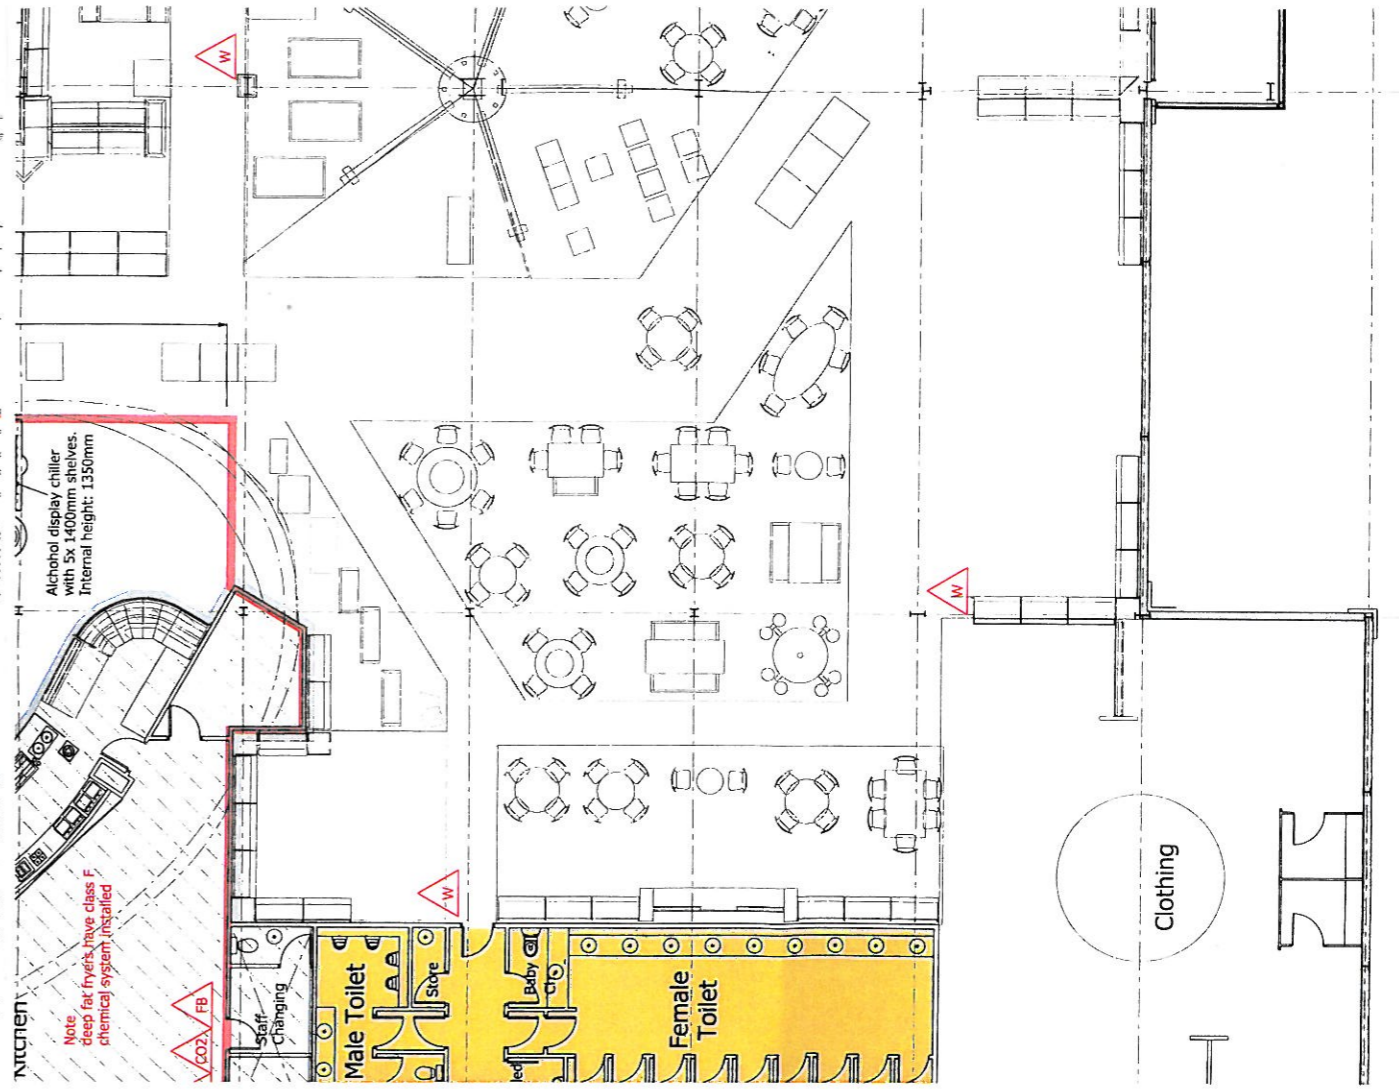 W
Alchohol display chiller
with 5x 1400mm shelves.
Internal height: 1350mm
W
W
Kitchen
Note
deep fat fryers have class F
chemical system installed
CO2
FB
Staff
Changing
Male Toilet
Store
Baby
Female
Toilet
Clothing